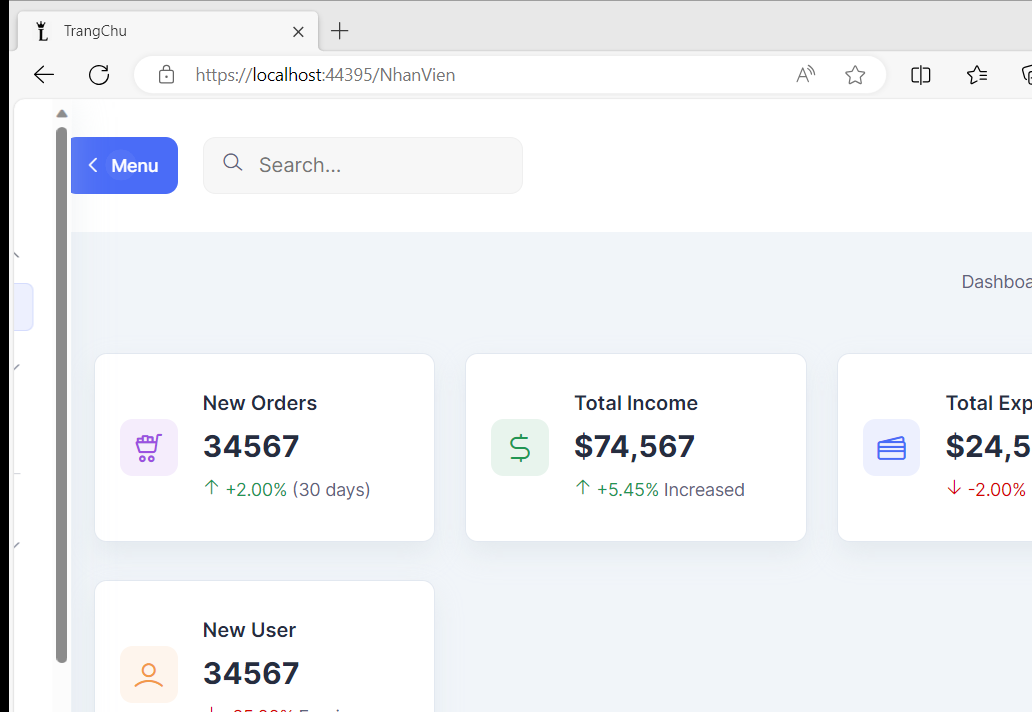 TrangChu
https://localhost:44395/NhanVien
Menu
Search...
Dashboa
New Orders
34567
+2.00% (30 days)
Total Income
$74,567
+5.45% Increased
Total Exp
$24,5
-2.00%
New User
34567